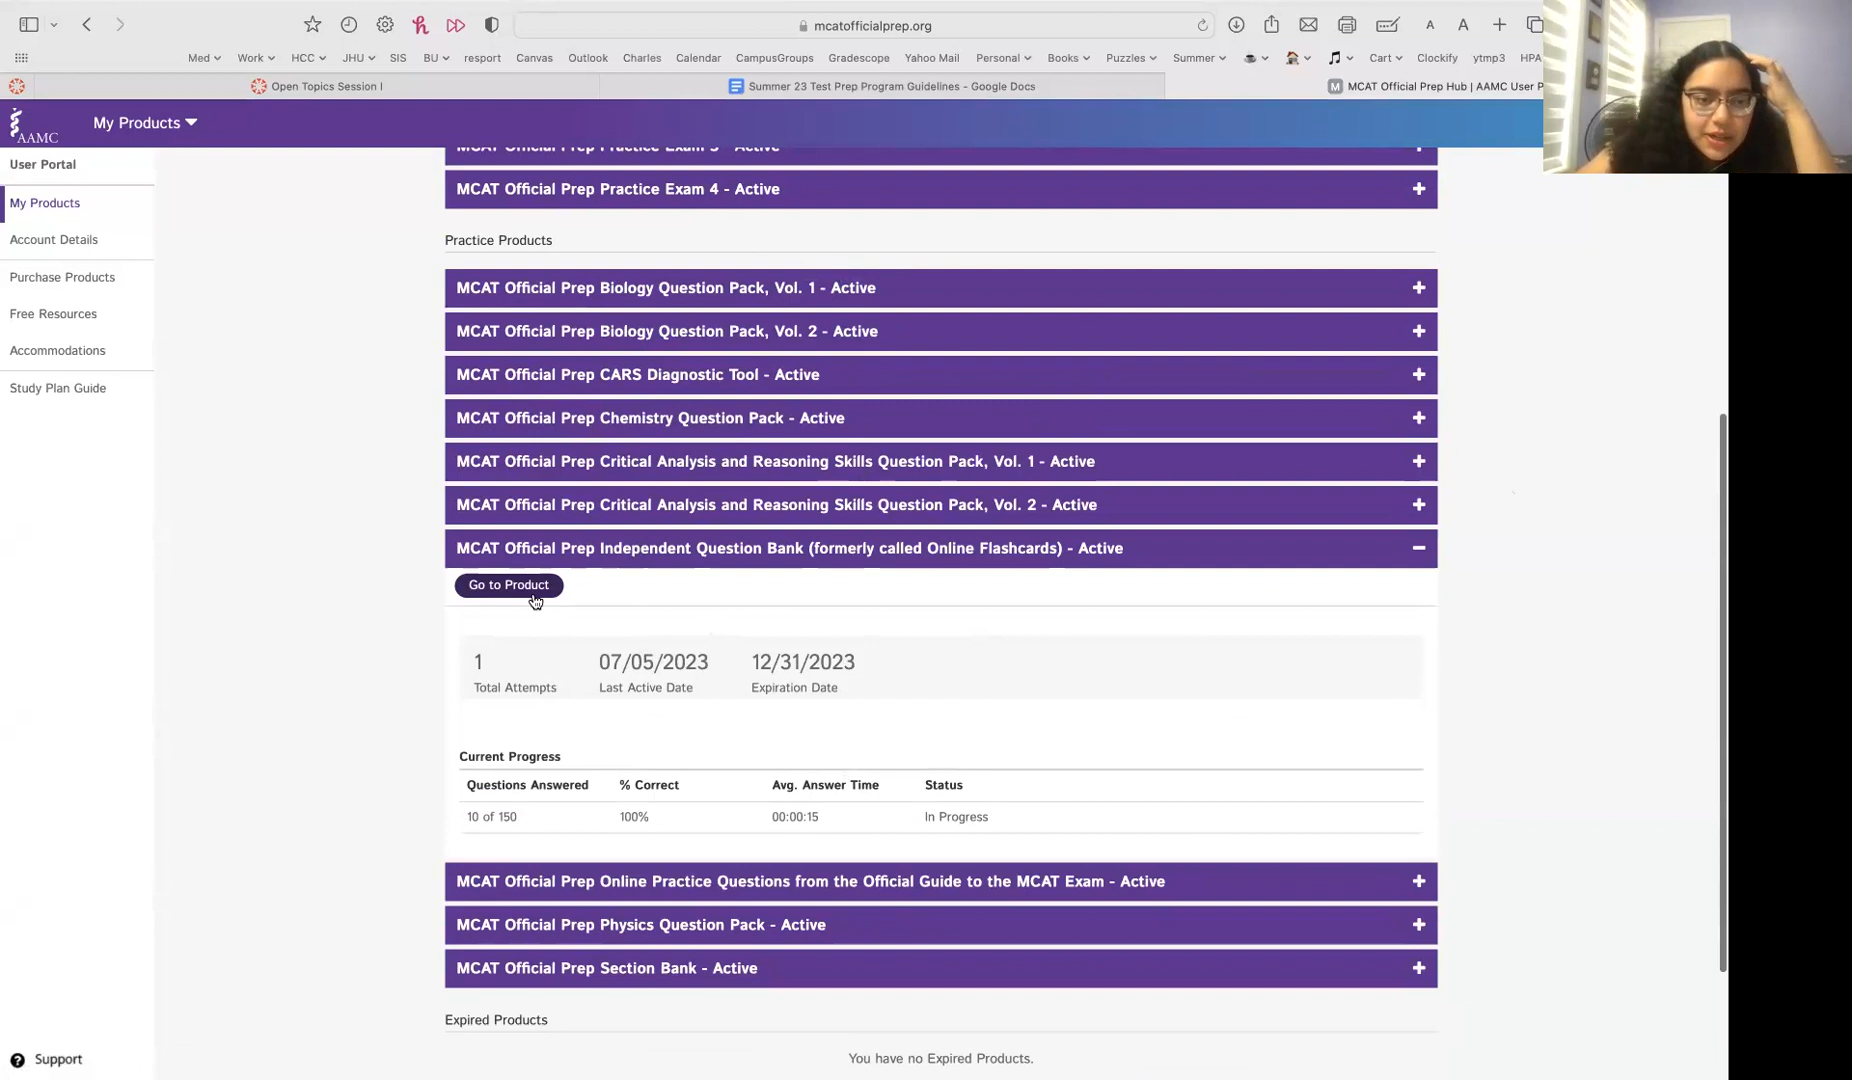 mcatofficialprep.org
A A
Med Work HCC JHU SIS BU resport Canvas Outlook Charles Calendar CampusGroups Gradescope Yahoo Mail Personal Books Puzzles Summer Cart Clockify ytmp3 HPA
Open Topics Session I
Summer 23 Test Prep Program Guidelines - Google Docs
M MCAT Official Prep Hub | AAMC User P
AAMC
My Products
User Portal
My Products
Account Details
Purchase Products
Free Resources
Accommodations
Study Plan Guide
MCAT Official Prep Practice Exam 3 - Active
MCAT Official Prep Practice Exam 4 - Active
Practice Products
MCAT Official Prep Biology Question Pack, Vol. 1 - Active
MCAT Official Prep Biology Question Pack, Vol. 2 - Active
MCAT Official Prep CARS Diagnostic Tool - Active
MCAT Official Prep Chemistry Question Pack - Active
MCAT Official Prep Critical Analysis and Reasoning Skills Question Pack, Vol. 1 - Active
MCAT Official Prep Critical Analysis and Reasoning Skills Question Pack, Vol. 2 - Active
MCAT Official Prep Independent Question Bank (formerly called Online Flashcards) - Active
Go to Product
1 07/05/2023 12/31/2023
Total Attempts Last Active Date Expiration Date
Current Progress
Questions Answered % Correct Avg. Answer Time Status
10 of 150 100% 00:00:15 In Progress
MCAT Official Prep Online Practice Questions from the Official Guide to the MCAT Exam - Active
MCAT Official Prep Physics Question Pack - Active
MCAT Official Prep Section Bank - Active
Expired Products
You have no Expired Products.
? Support